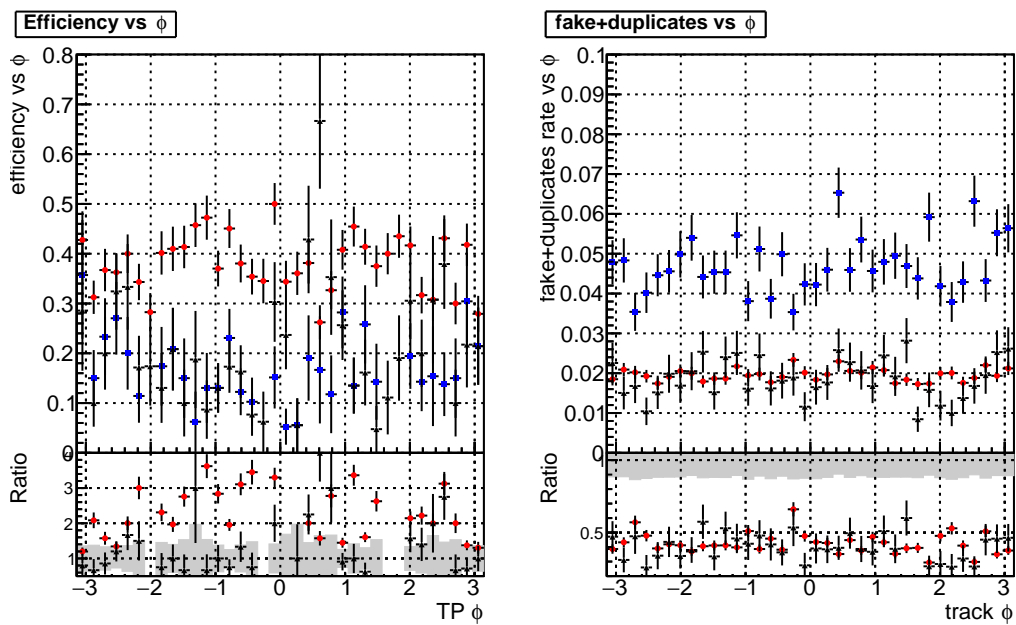 Efficiency vs ϕ
efficiency vs ϕ
0.8
0.7
0.6
0.5
0.4
0.3
0.2
0.1
0
Ratio
4
3
2
1
−3 −2 −1 0 1 2 3
TP ϕ
fake+duplicates vs ϕ
fake+duplicates rate vs ϕ
0.1
0.09
0.08
0.07
0.06
0.05
0.04
0.03
0.02
0.01
0
Ratio
1
0.5
−3 −2 −1 0 1 2 3
track ϕ